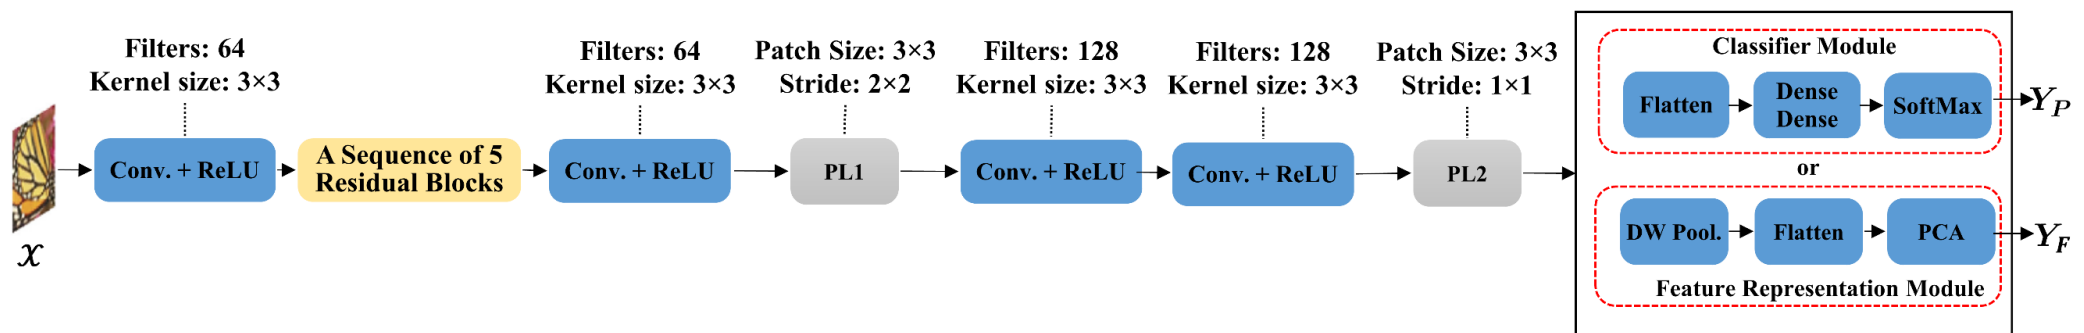 Filters: 64
Kernel size: 3×3
Filters: 64
Kernel size: 3×3
Patch Size: 3×3
Stride: 2×2
Filters: 128
Kernel size: 3×3
Filters: 128
Kernel size: 3×3
Patch Size: 3×3
Stride: 1×1
x
Conv. + ReLU
A Sequence of 5
Residual Blocks
Conv. + ReLU
PL1
Conv. + ReLU
Conv. + ReLU
PL2
Classifier Module
Flatten
Dense
Dense
SoftMax
Y_P
or
DW Pool.
Flatten
PCA
Y_F
Feature Representation Module